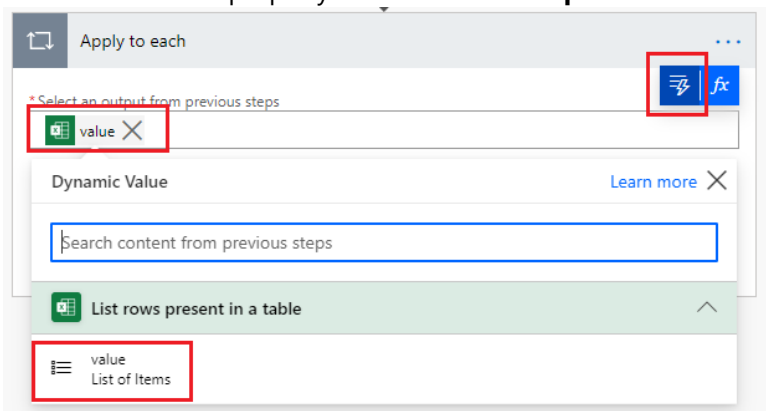 Apply to each
...
fx
*Select an output from previous steps
value
Dynamic Value
Learn more
Search content from previous steps
List rows present in a table
value
List of Items